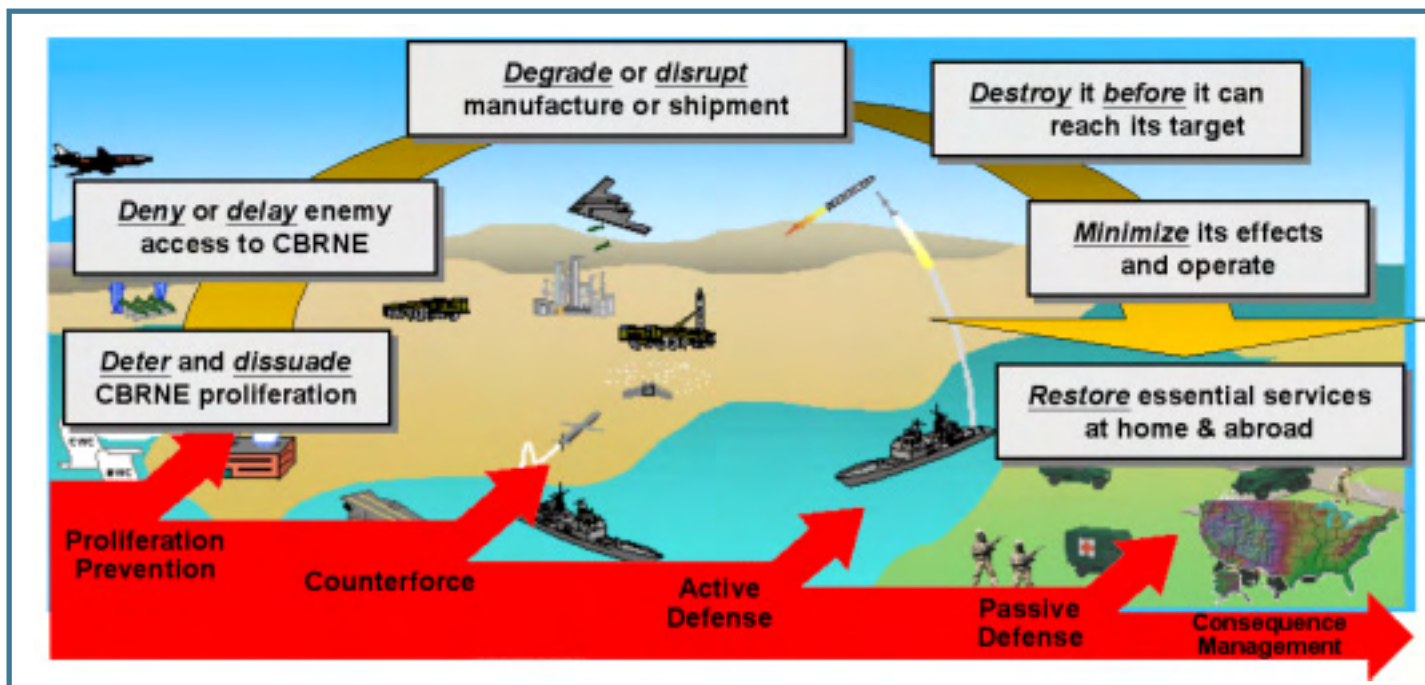 Degrade or disrupt
manufacture or shipment
Destroy it before it can
reach its target
Deny or delay enemy
access to CBRNE
Minimize its effects
and operate
Deter and dissuade
CBRNE proliferation
Restore essential services
at home & abroad
CWC
BWC
Proliferation
Prevention
Counterforce
Active
Defense
Passive
Defense
Consequence
Management